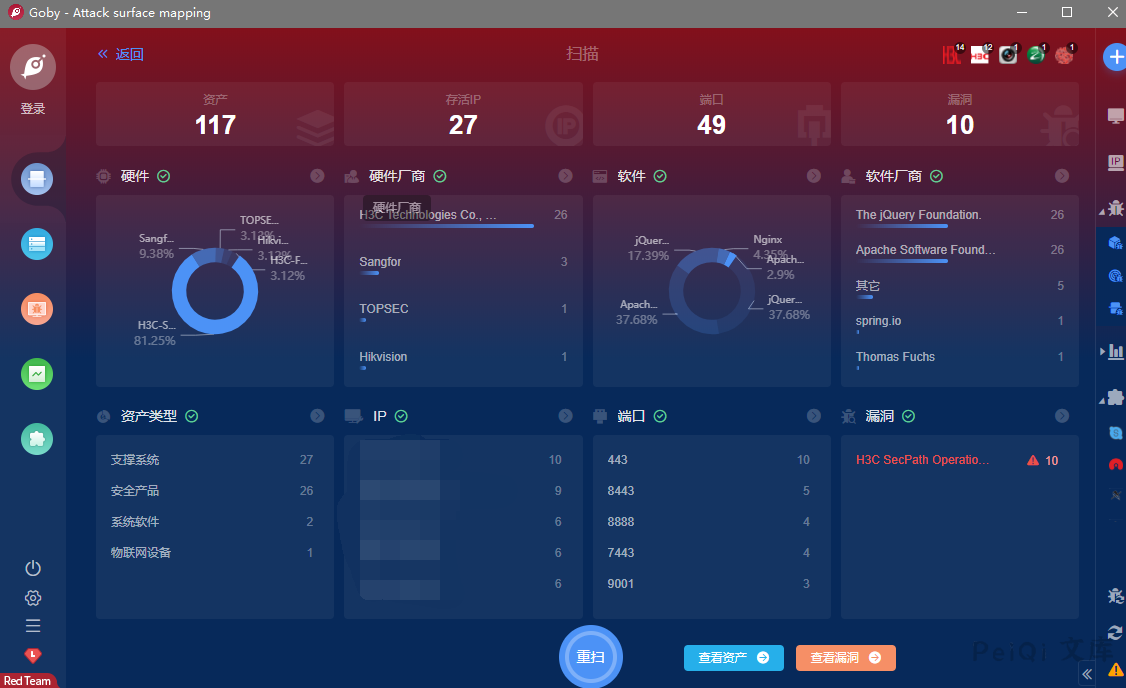 Goby - Attack surface mapping
登录
返回
扫描
14
12
1
1
1
资产
117
存活IP
27
IP
端口
49
漏洞
10
硬件
硬件厂商
软件
软件厂商
TOPSE...
3.13%
Sangf...
9.38%
Hikvi...
3.12%
H3C-F...
3.12%
H3C-S...
81.25%
硬件厂商
H3C Technologies Co., ... 26
Sangfor 3
TOPSEC 1
Hikvision 1
jQuer...
17.39%
Nginx
4.35%
Apach...
2.9%
jQuer...
37.68%
Apach...
37.68%
The jQuery Foundation. 26
Apache Software Found... 26
其它 5
spring.io 1
Thomas Fuchs 1
资产类型
IP
端口
漏洞
支撑系统 27
安全产品 26
系统软件 2
物联网设备 1
10
9
6
6
6
443 10
8443 5
8888 4
7443 4
9001 3
H3C SecPath Operatio... 10
重扫
查看资产
查看漏洞
PeiQi 文库
Red Team
IP